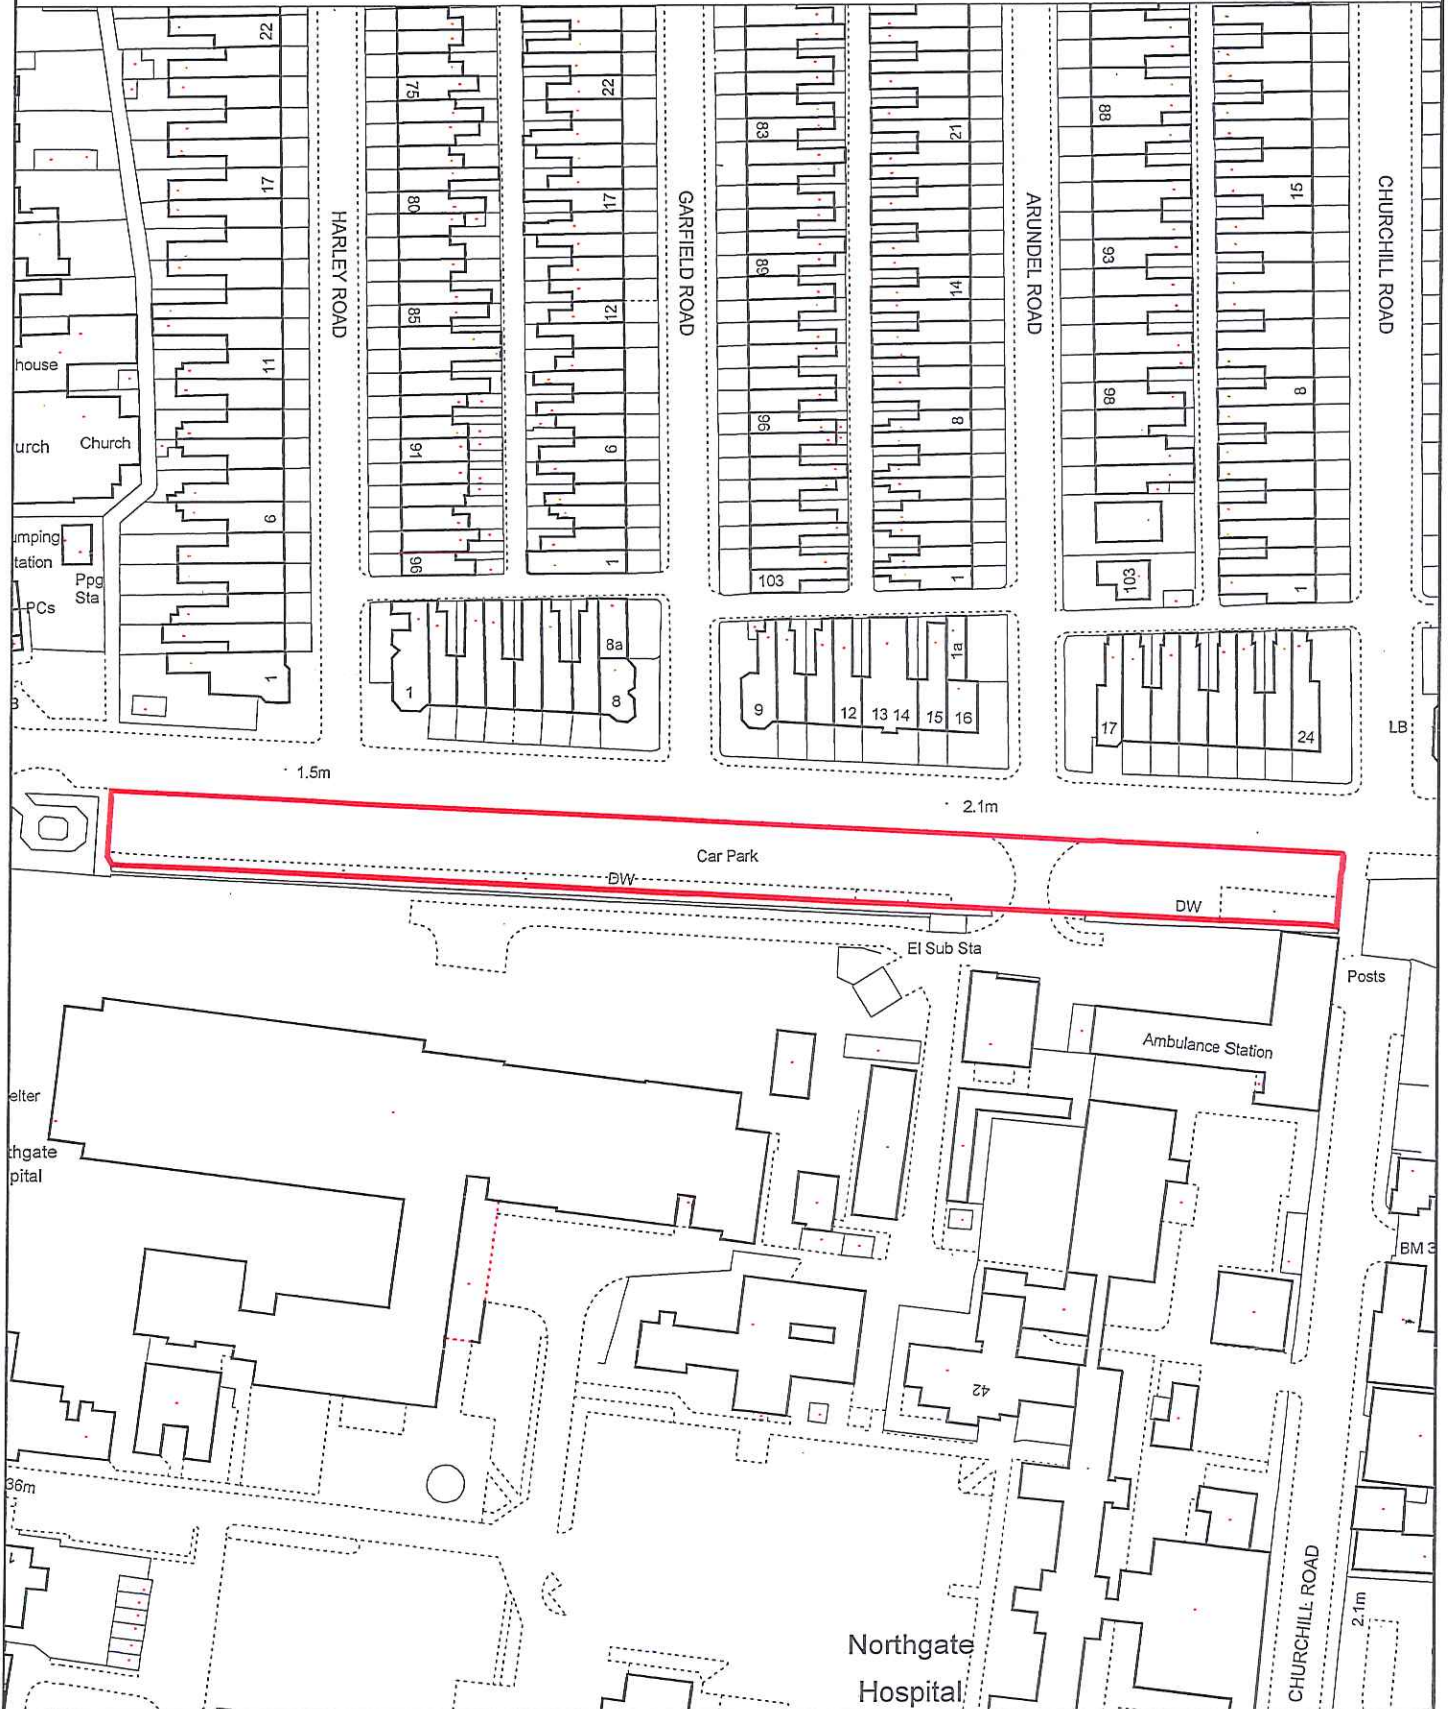 22
75
22
83
21
88
15
17
80
17
HARLEY ROAD
GARFIELD ROAD
ARUNDEL ROAD
CHURCHILL ROAD
89
14
93
85
12
house
11
96
8
98
8
urch
Church
91
6
6
umping
tation
Ppg
Sta
PCs
96
1
103
1
103
1
1
1
8a
8
9
1a
12
13
14
15
16
17
24
LB
1.5m
2.1m
Car Park
DW
DW
El Sub Sta
Posts
Ambulance Station
elter
thgate
pital
BM 3
42
36m
CHURCHILL ROAD
2.1m
Northgate
Hospital